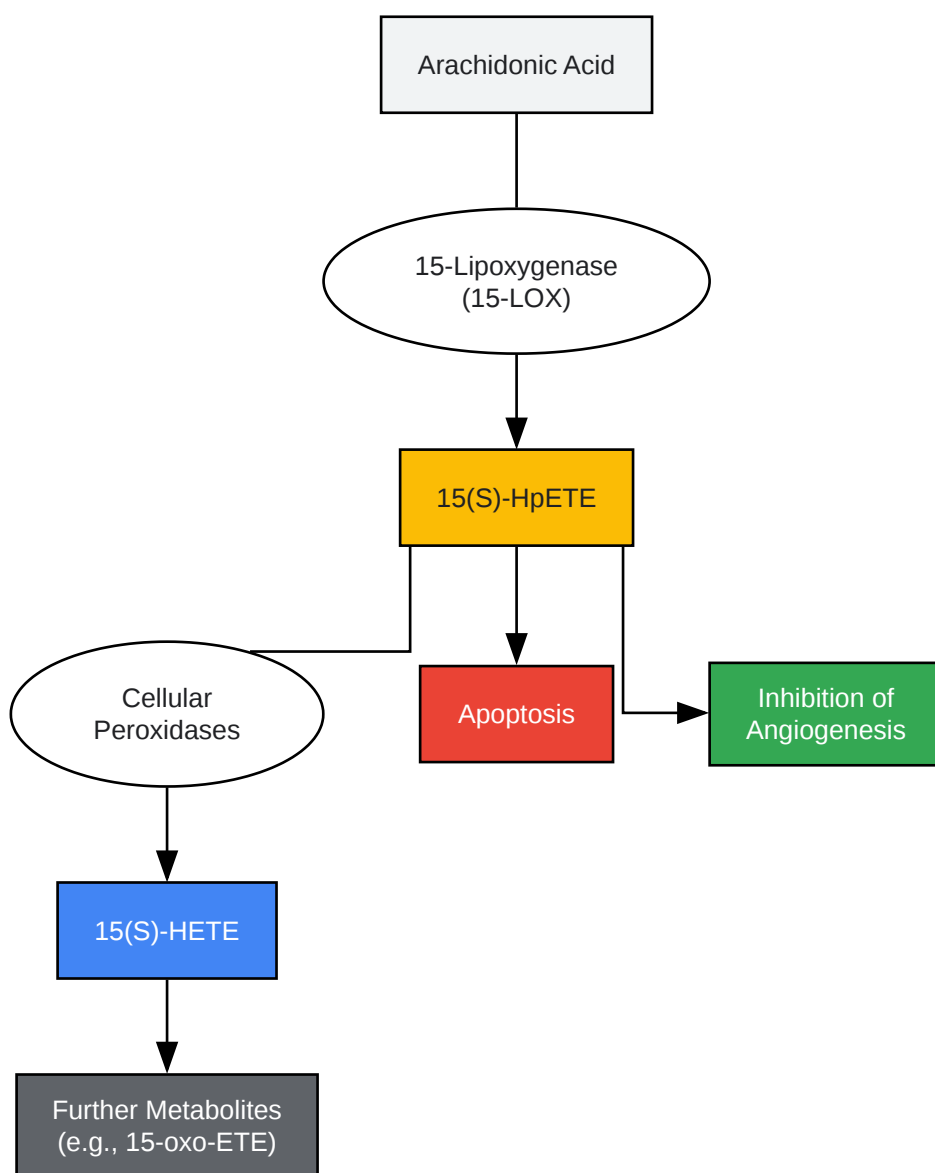 Arachidonic Acid
15-Lipoxygenase
(15-LOX)
15(S)-HpETE
Cellular
Peroxidases
Apoptosis
Inhibition of
Angiogenesis
15(S)-HETE
Further Metabolites
(e.g., 15-oxo-ETE)